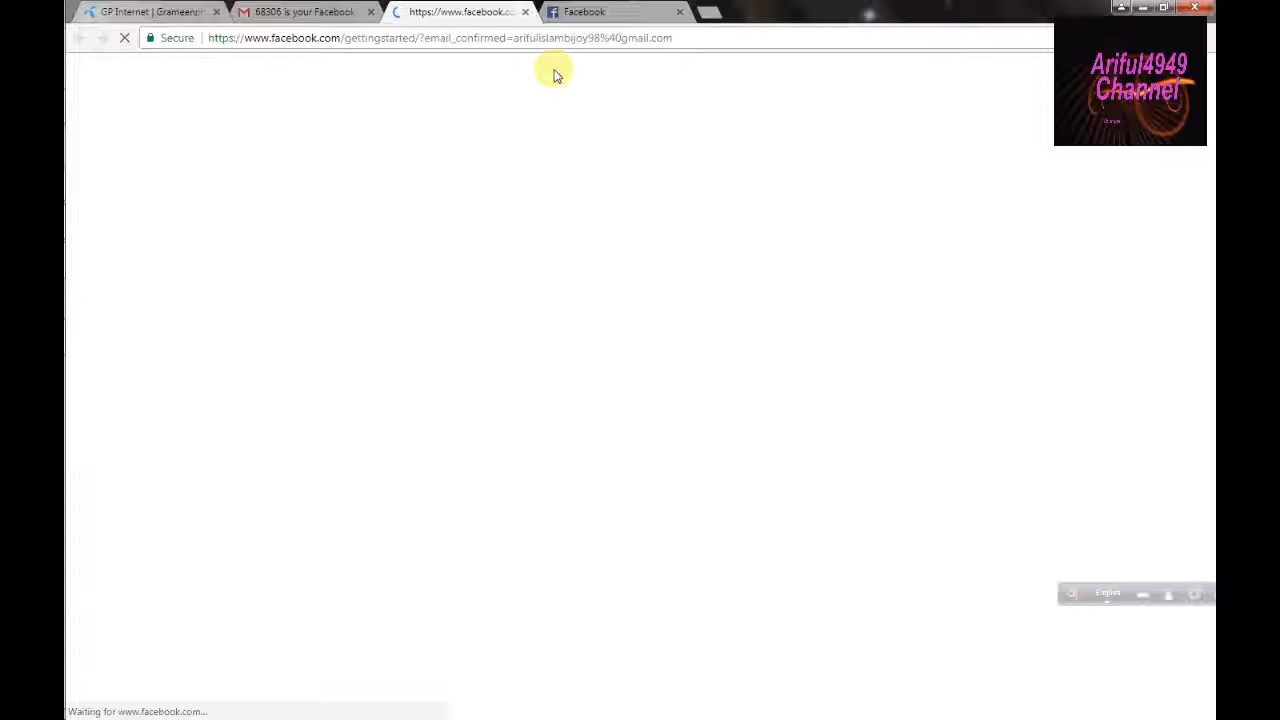 GP Internet | Grameenph
68306 is your Facebook
https://www.facebook.co
Facebook
Secure
https://www.facebook.com/gettingstarted/?email_confirmed=arifulislambijoy98%40gmail.com
Ariful4949
Channel
English
Waiting for www.facebook.com...